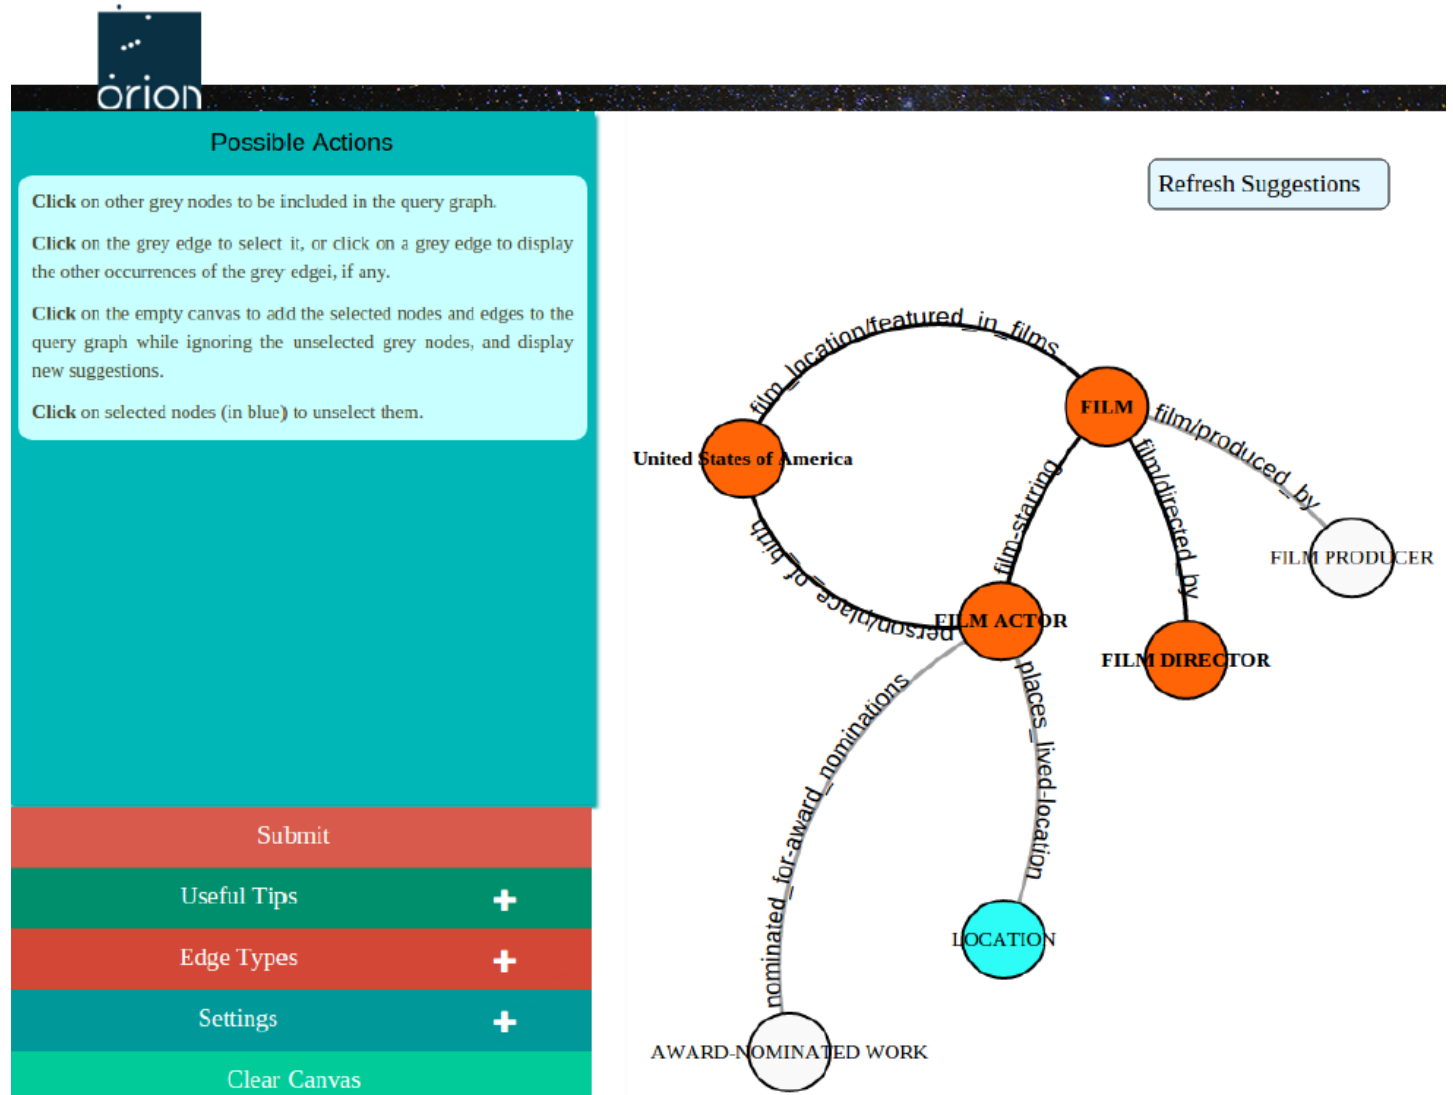 orion
Possible Actions
Click on other grey nodes to be included in the query graph.
Click on the grey edge to select it, or click on a grey edge to display
the other occurrences of the grey edgei, if any.
Click on the empty canvas to add the selected nodes and edges to the
query graph while ignoring the unselected grey nodes, and display
new suggestions.
Click on selected nodes (in blue)) to unselect them.
Submit
Useful Tips
Edge Types
Settings
Clear Canvas
Refresh Suggestions
film_location/featured_in_films
FILM
film/produced_by
United States of America
film-starring
film/directed_by
FILM PRODUCER
person/place_of_birth
FILM ACTOR
FILM DIRECTOR
nominated_for-award_nominations
places_lived-location
LOCATION
AWARD-NOMINATED WORK